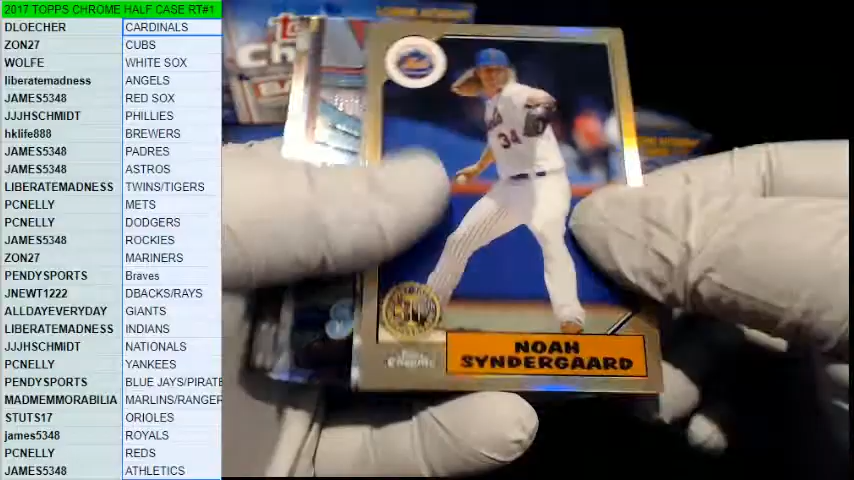 2017 TOPPS CHROME HALF CASE RT#1
DLOECHER CARDINALS
ZON27 CUBS
WOLFE WHITE SOX
liberatemadness ANGELS
JAMES5348 RED SOX
JJJHSCHMIDT PHILLIES
hklife888 BREWERS
JAMES5348 PADRES
JAMES5348 ASTROS
LIBERATEMADNESS TWINS/TIGERS
PCNELLY METS
PCNELLY DODGERS
JAMES5348 ROCKIES
ZON27 MARINERS
PENDYSPORTS Braves
JNEWT1222 DBACKS/RAYS
ALLDAYEVERYDAY GIANTS
LIBERATEMADNESS INDIANS
JJJHSCHMIDT NATIONALS
PCNELLY YANKEES
PENDYSPORTS BLUE JAYS/PIRATE
MADMEMMORABILIA MARLINS/RANGER
STUTS17 ORIOLES
james5348 ROYALS
PCNELLY REDS
JAMES5348 ATHLETICS
Mets
34
Chrome
NOAH
SYNDERGAARD